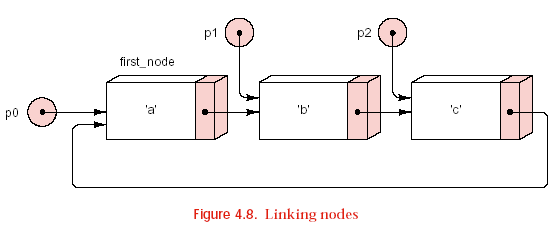 p1
p2
first_node
p0
'a'
'b'
'c'
Figure 4.8. Linking nodes